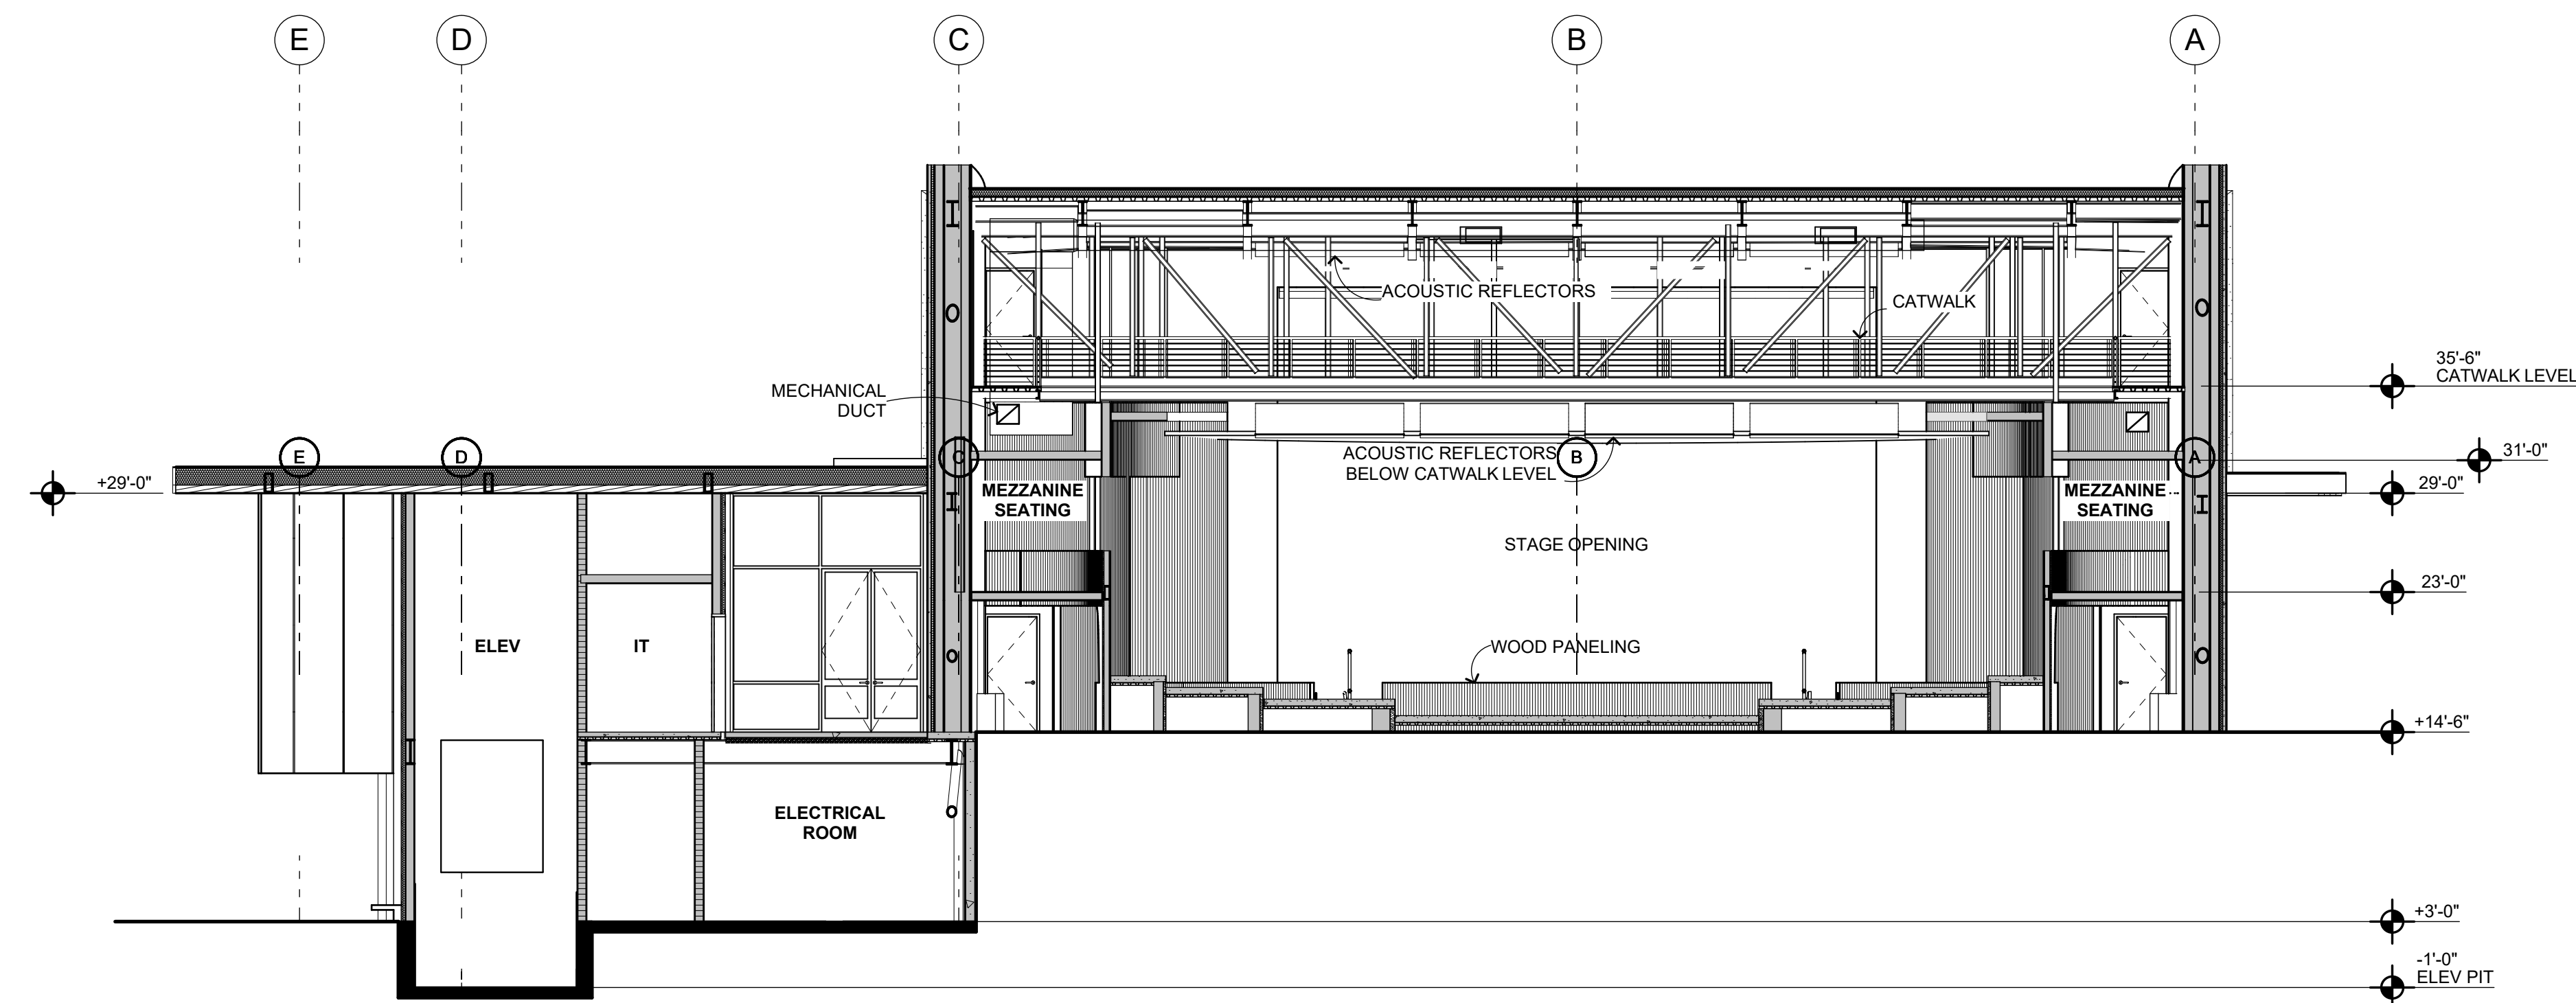 E
D
C
B
A
ACOUSTIC REFLECTORS
CATWALK
35'-6"
CATWALK LEVEL
MECHANICAL
DUCT
ACOUSTIC REFLECTORS
BELOW CATWALK LEVEL
E
D
C
B
A
31'-0"
+29'-0"
29'-0"
MEZZANINE
SEATING
MEZZANINE
SEATING
STAGE OPENING
23'-0"
ELEV
IT
WOOD PANELING
+14'-6"
ELECTRICAL
ROOM
+3'-0"
-1'-0"
ELEV PIT